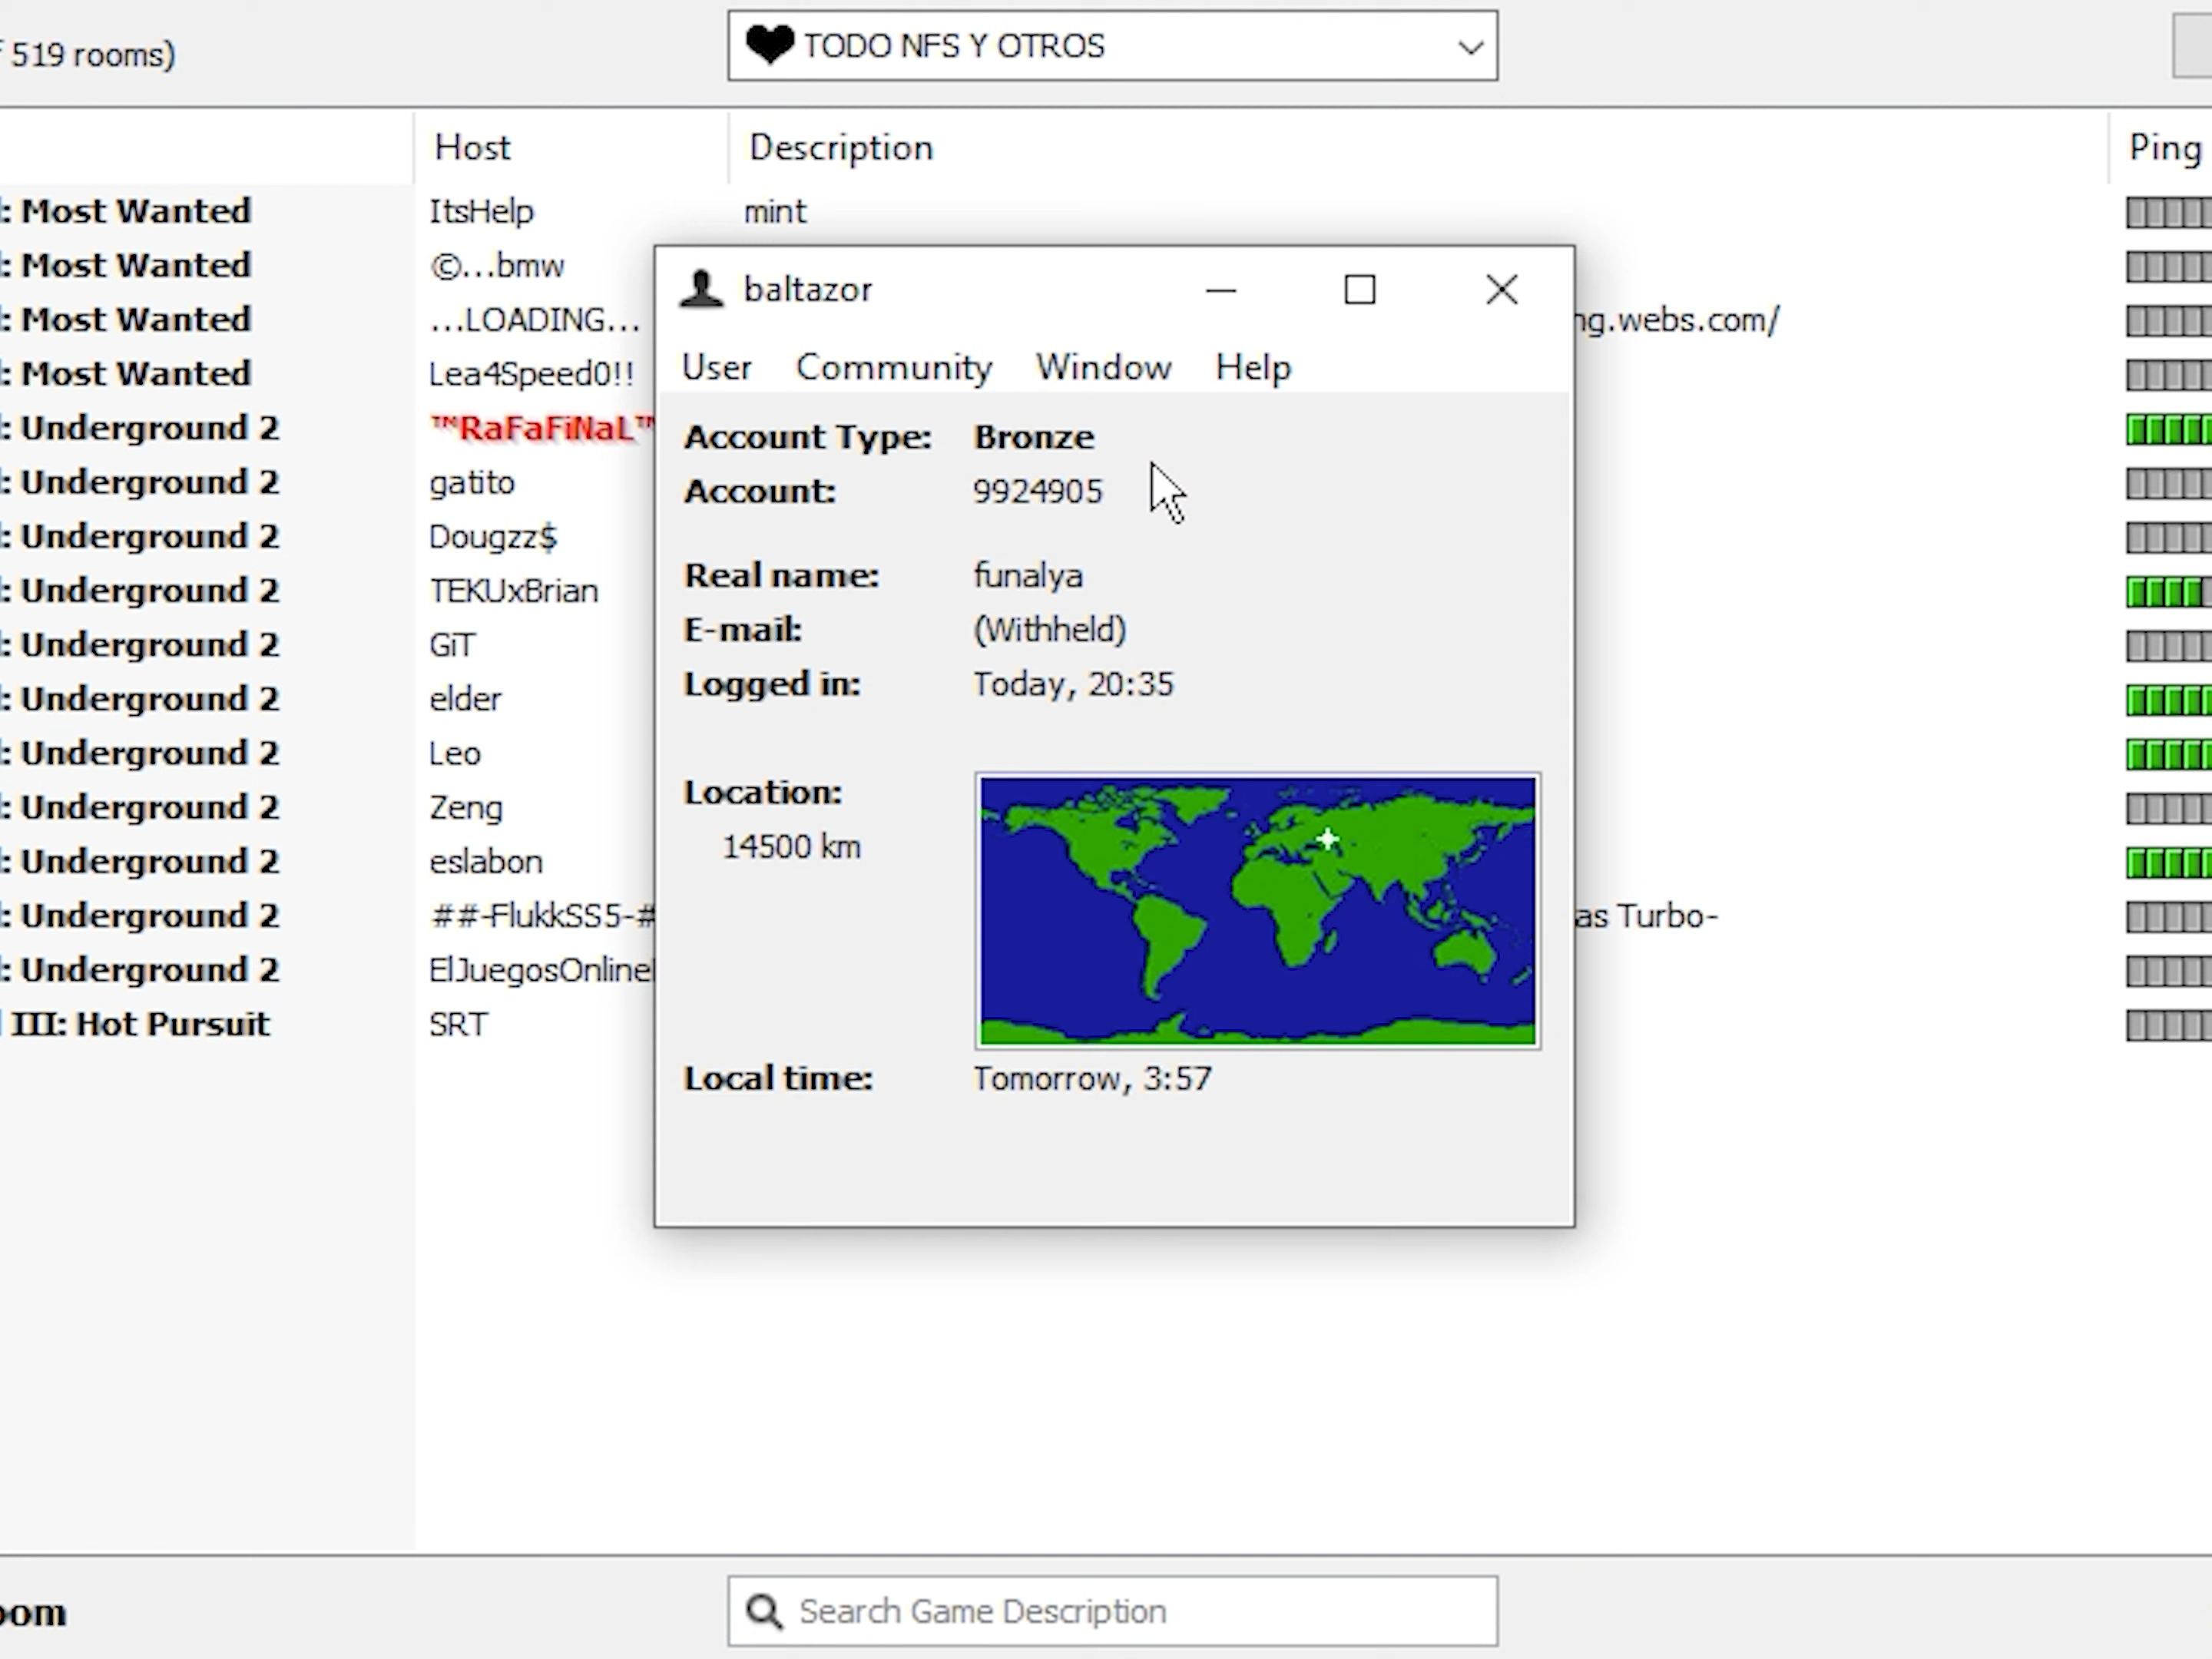 519 rooms)
TODO NFS Y OTROS
Host Description Ping
: Most Wanted ItsHelp mint
: Most Wanted ©...bmw
: Most Wanted ...LOADING... ng.webs.com/
: Most Wanted Lea4Speed0!!
: Underground 2 ™RaFaFiNaL™
: Underground 2 gatito
: Underground 2 Dougzz$
: Underground 2 TEKUxBrian
: Underground 2 GiT
: Underground 2 elder
: Underground 2 Leo
: Underground 2 Zeng
: Underground 2 eslabon
: Underground 2 ##-FlukkSS5-# as Turbo-
: Underground 2 ElJuegosOnline
III: Hot Pursuit SRT
baltazor
User Community Window Help
Account Type: Bronze
Account: 9924905
Real name: funalya
E-mail: (Withheld)
Logged in: Today, 20:35
Location:
14500 km
Local time: Tomorrow, 3:57
oom
Search Game Description